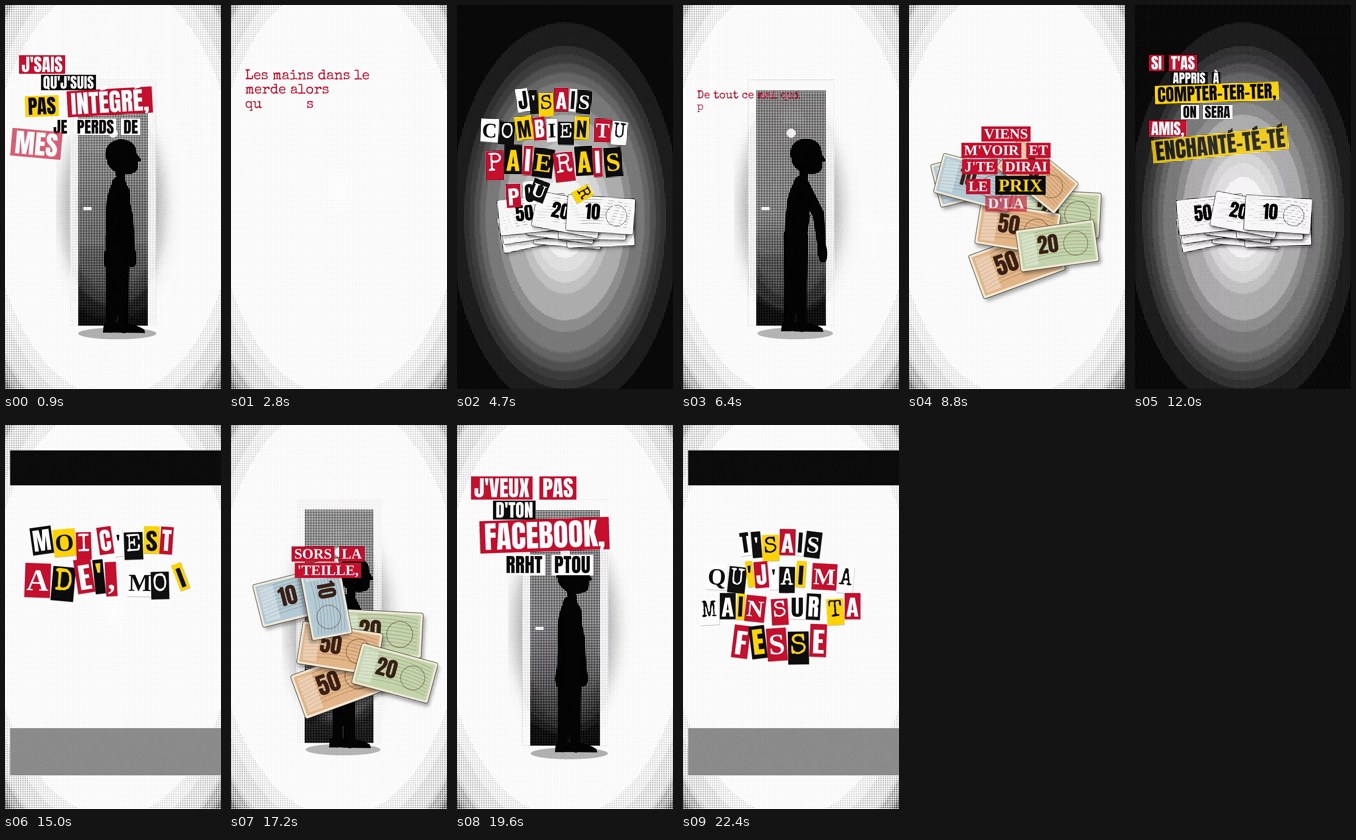 J'SAIS
QU'J'SUIS
PAS INTÈGRE,
JE PERDS DE
MES
s00 0.9s
Les mains dans le
merde alors
qu s
s01 2.8s
J'SAIS
COMBIEN TU
PAIERAIS
POUR
50 20 10
s02 4.7s
De tout ce mal qui
p
s03 6.4s
VIENS
M'VOIR ET
J'TE DIRAI
LE PRIX
D'LA
10
50
20
50
s04 8.8s
SI T'AS
APPRIS À
COMPTER-TER-TER,
ON SERA
AMIS,
ENCHANTÉ-TÉ-TÉ
50 20 10
s05 12.0s
MOI C'EST
ADE', MOI
s06 15.0s
SORS LA
'TEILLE,
10 10
20
50
20
50
s07 17.2s
J'VEUX PAS
D'TON
FACEBOOK,
RRHT PTOU
s08 19.6s
T'SAIS
QU'J'AI MA
MAIN SUR TA
FESSE
s09 22.4s